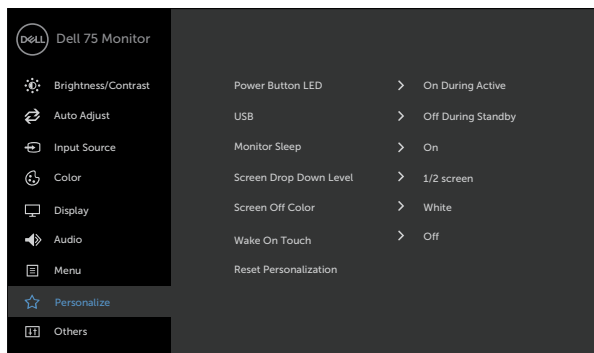 DELL Dell 75 Monitor
Brightness/Contrast
Auto Adjust
Input Source
Color
Display
Audio
Menu
Personalize
Others
Power Button LED > On During Active
USB > Off During Standby
Monitor Sleep > On
Screen Drop Down Level > 1/2 screen
Screen Off Color > White
Wake On Touch > Off
Reset Personalization